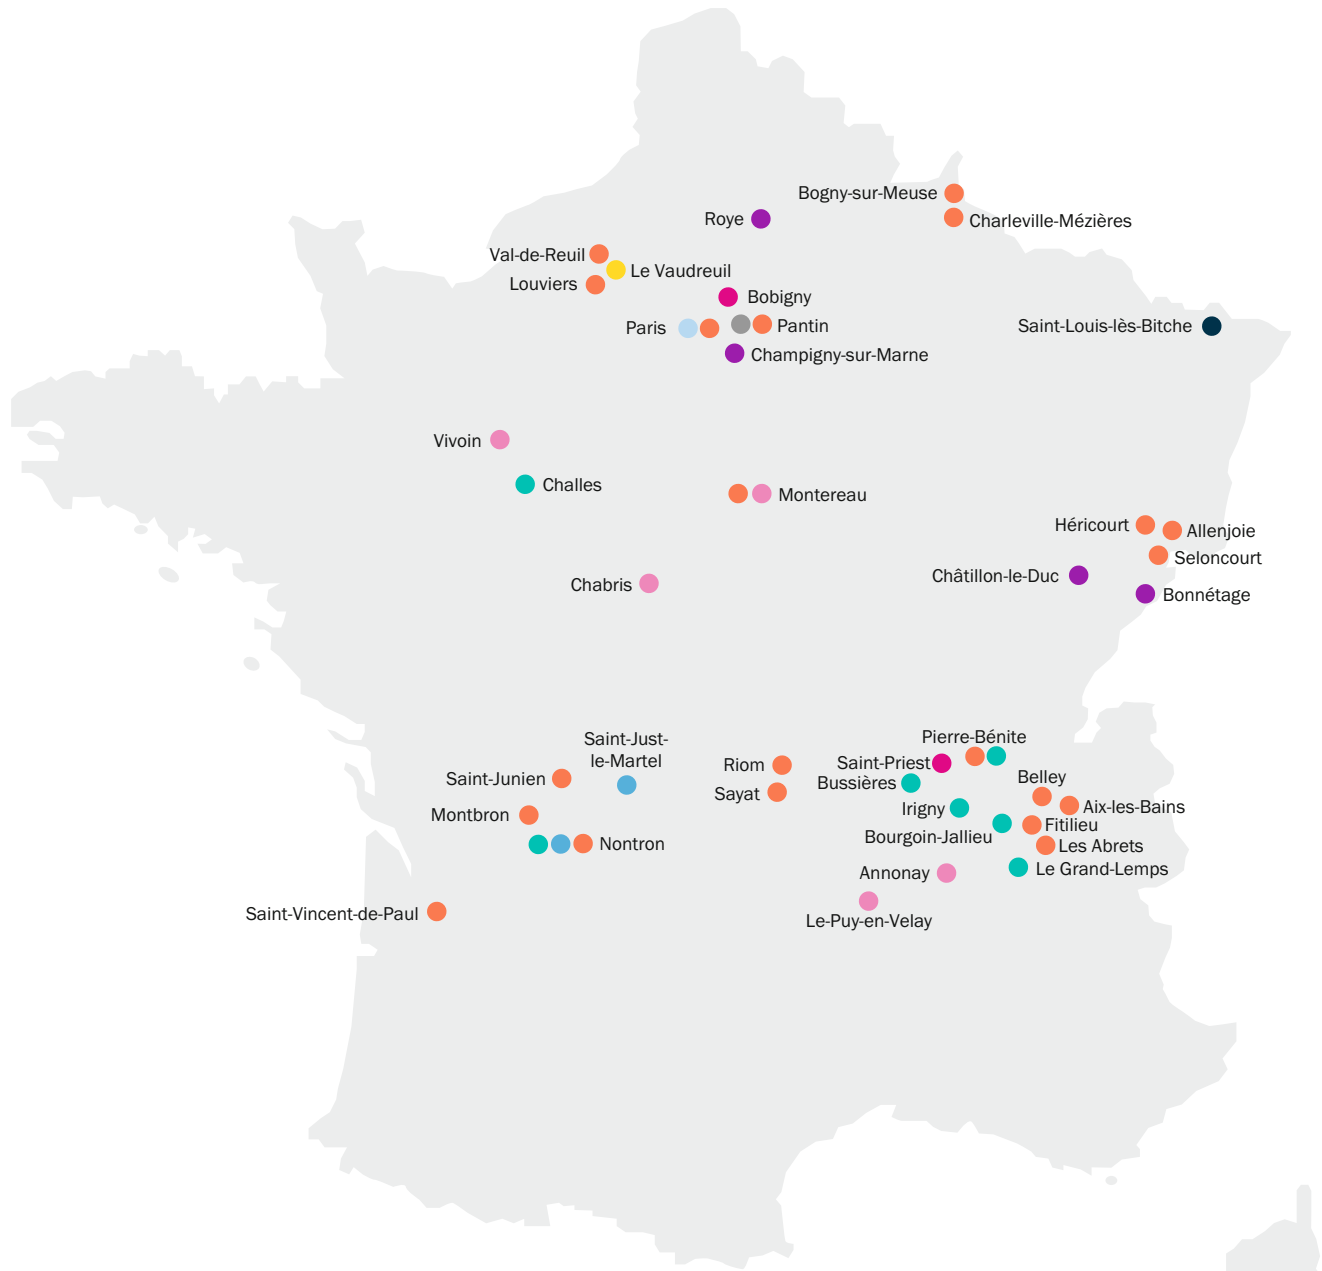 Bogny-sur-Meuse
Roye
Charleville-Mézières
Val-de-Reuil
Le Vaudreuil
Louviers
Bobigny
Paris
Pantin
Saint-Louis-lès-Bitche
Champigny-sur-Marne
Vivoin
Challes
Montereau
Héricourt
Allenjoie
Seloncourt
Châtillon-le-Duc
Chabris
Bonnétage
Saint-Just-
le-Martel
Pierre-Bénite
Saint-Priest
Riom
Saint-Junien
Belley
Bussières
Sayat
Aix-les-Bains
Irigny
Montbron
Fitilieu
Bourgoin-Jallieu
Nontron
Les Abrets
Le Grand-Lemps
Annonay
Saint-Vincent-de-Paul
Le-Puy-en-Velay